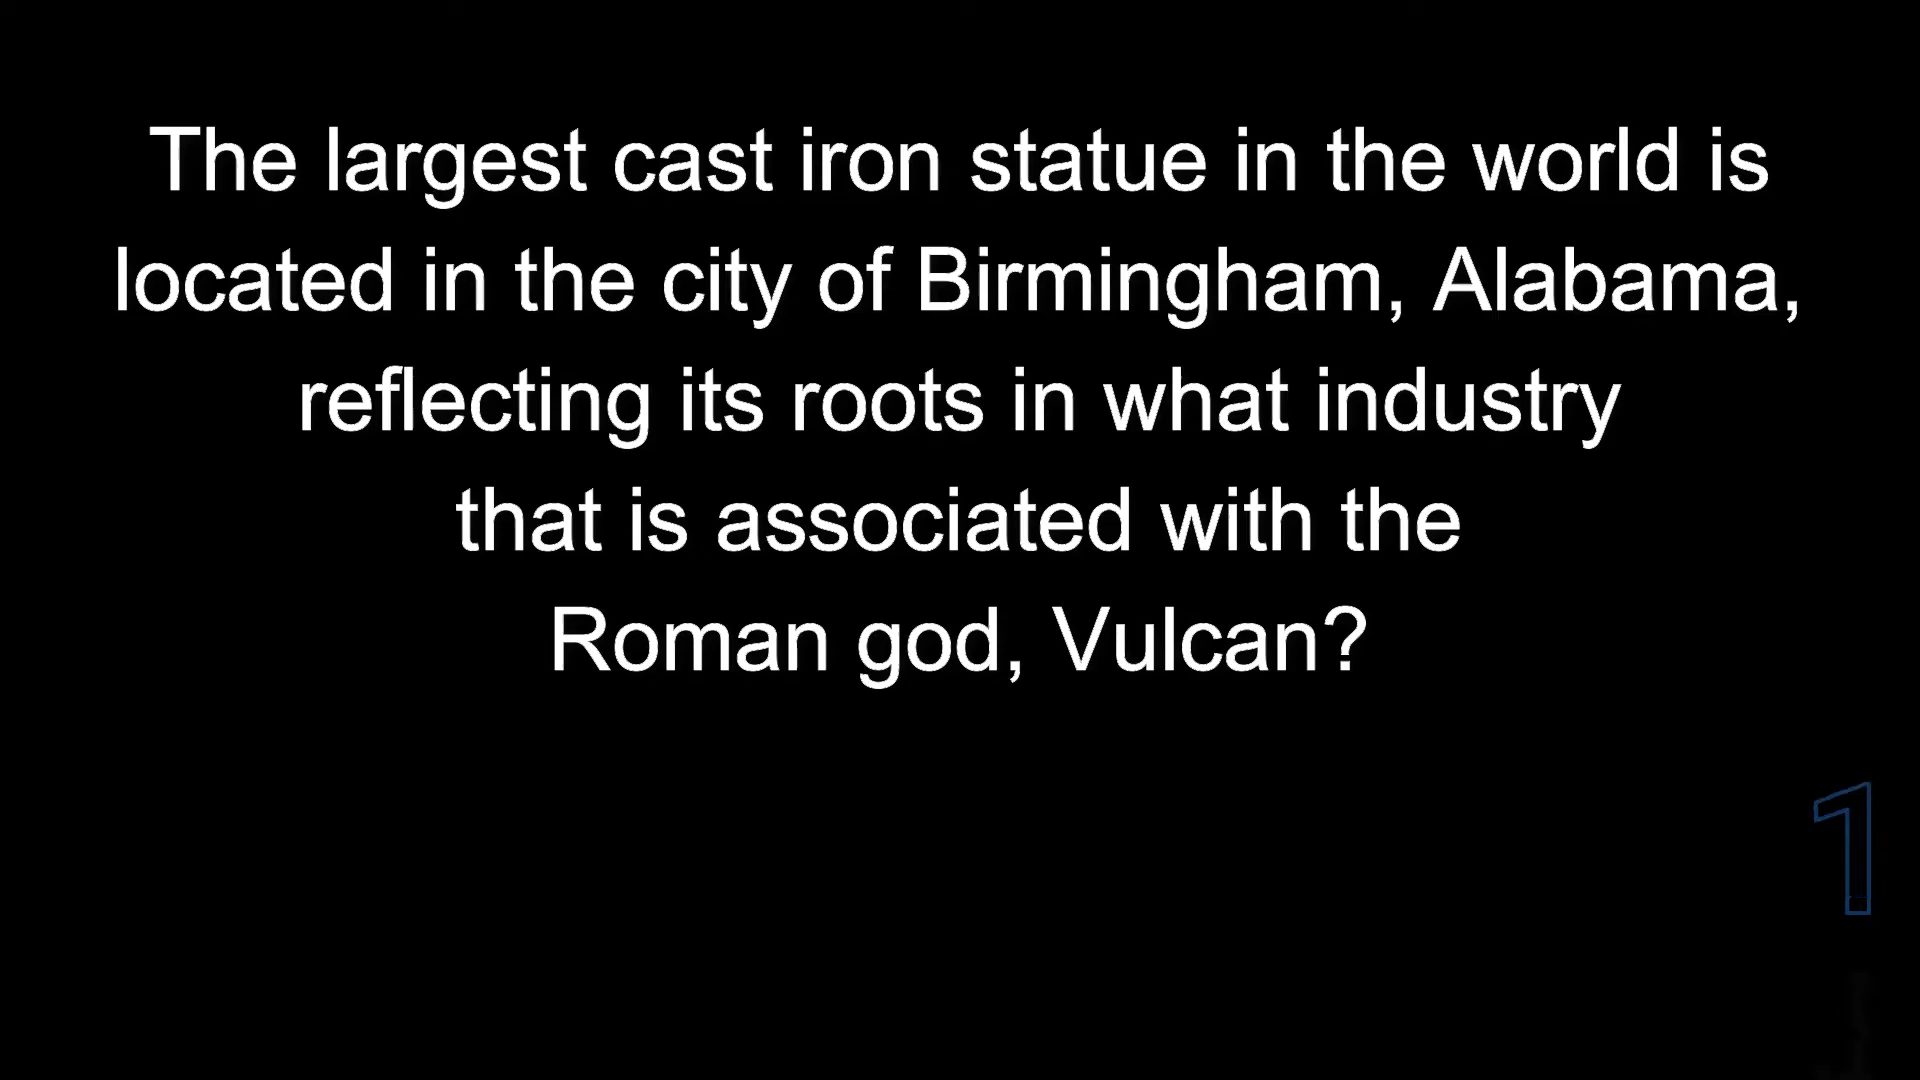 The largest cast iron statue in the world is
located in the city of Birmingham, Alabama,
reflecting its roots in what industry
that is associated with the
Roman god, Vulcan?
1